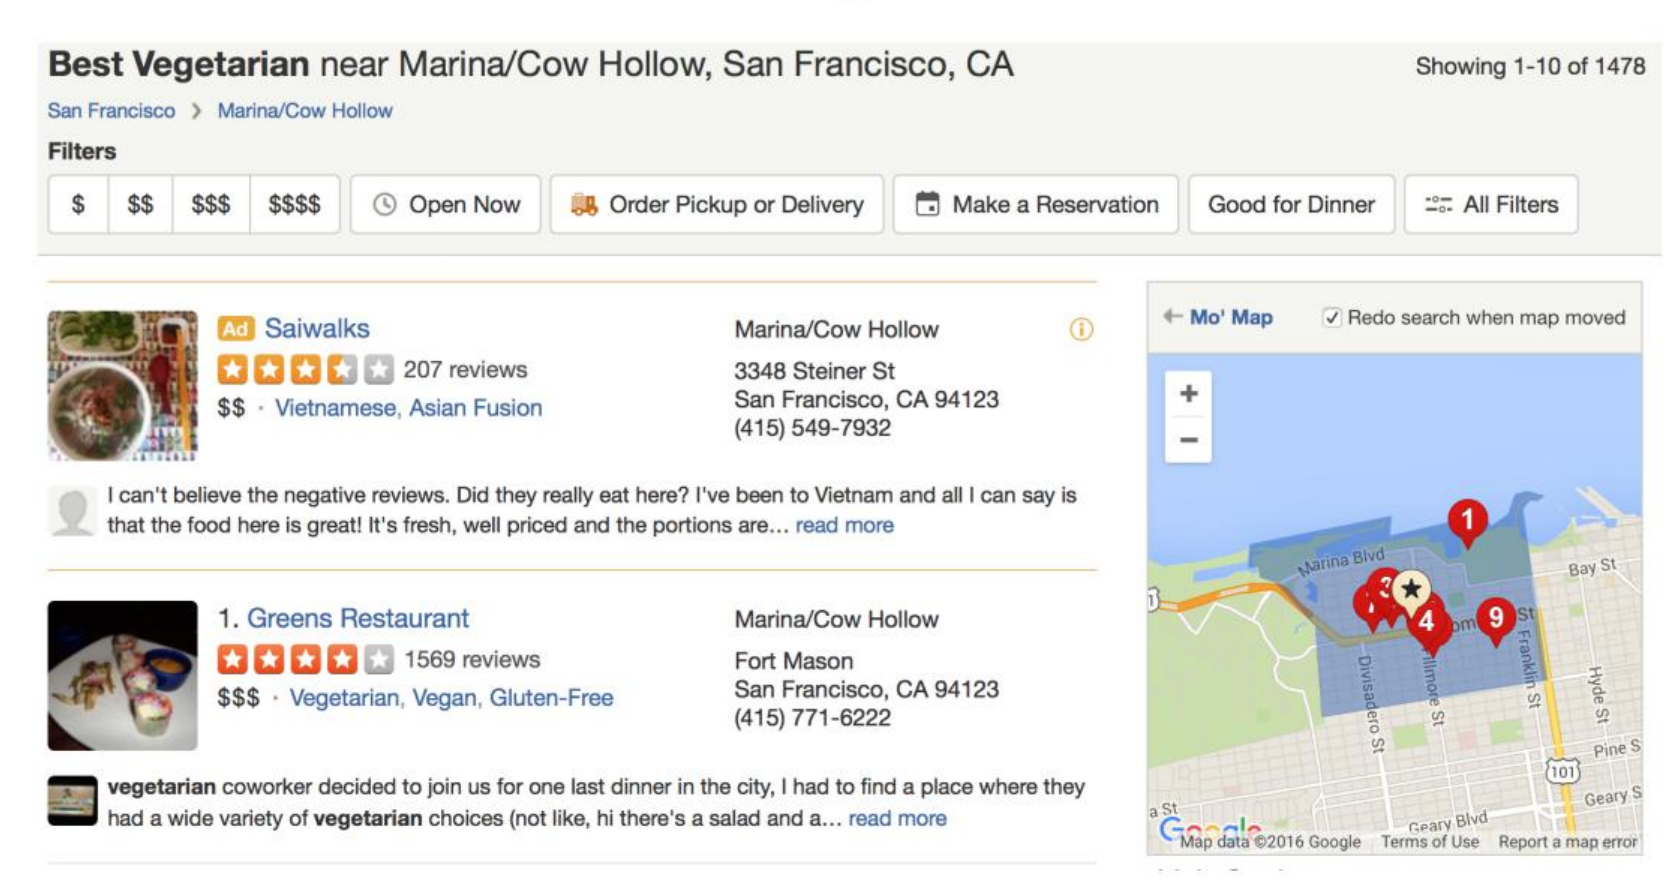 Best Vegetarian near Marina/Cow Hollow, San Francisco, CA
Showing 1-10 of 1478
San Francisco > Marina/Cow Hollow
Filters
$ $$ $$$ $$$$ Open Now Order Pickup or Delivery Make a Reservation Good for Dinner All Filters
Ad Saiwalks
207 reviews
$$ · Vietnamese, Asian Fusion
Marina/Cow Hollow
3348 Steiner St
San Francisco, CA 94123
(415) 549-7932
I can't believe the negative reviews. Did they really eat here? I've been to Vietnam and all I can say is
that the food here is great! It's fresh, well priced and the portions are... read more
1. Greens Restaurant
1569 reviews
$$$ · Vegetarian, Vegan, Gluten-Free
Marina/Cow Hollow
Fort Mason
San Francisco, CA 94123
(415) 771-6222
vegetarian coworker decided to join us for one last dinner in the city, I had to find a place where they
had a wide variety of vegetarian choices (not like, hi there's a salad and a... read more
Mo' Map
Redo search when map moved
+
−
1
Marina Blvd
Bay St
3
4
9
St
Divisadero St
Fillmore St
Franklin St
Hyde St
Pine S
101
Geary S
a St
Geary Blvd
Google
Map data ©2016 Google Terms of Use Report a map error